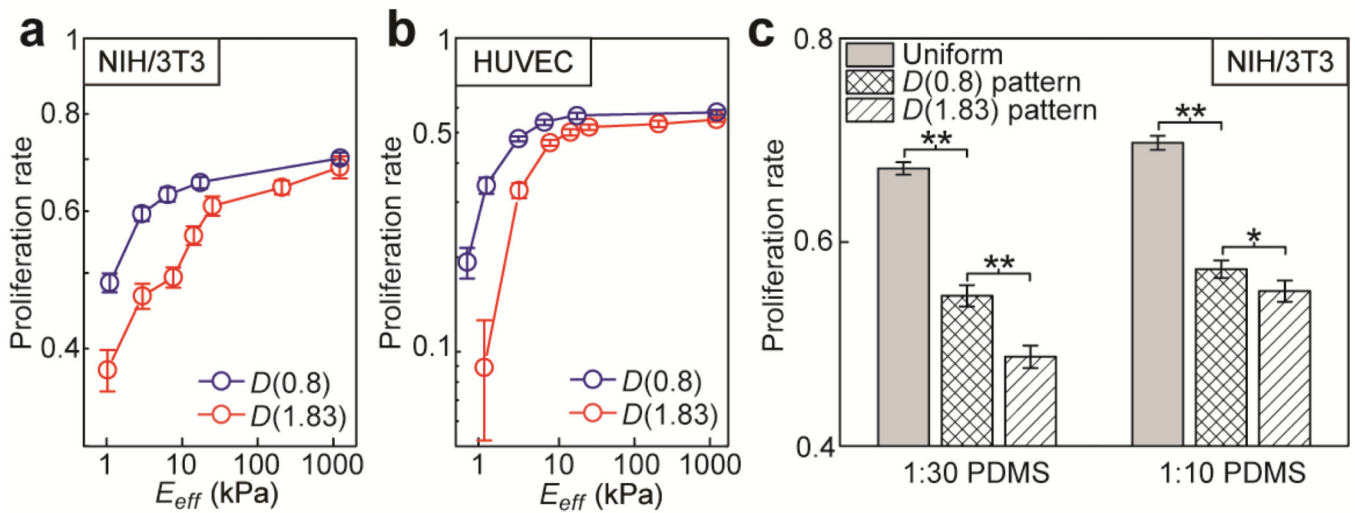 a
NIH/3T3
Proliferation rate
1
0.8
0.6
0.4
1 10 100 1000
E_eff (kPa)
D(0.8)
D(1.83)
b
HUVEC
Proliferation rate
1
0.5
0.1
1 10 100 1000
E_eff (kPa)
D(0.8)
D(1.83)
c
NIH/3T3
Uniform
D(0.8) pattern
D(1.83) pattern
Proliferation rate
0.8
0.6
0.4
**
**
**
*
1:30 PDMS 1:10 PDMS